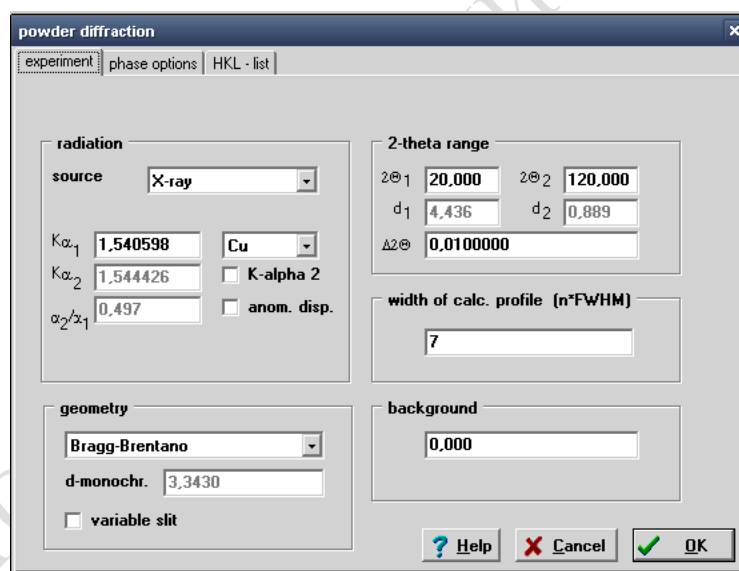 powder diffraction
experiment phase options HKL - list
radiation
source X-ray
Kα1 1,540598 Cu
Kα2 1,544426 K-alpha 2
α2/α1 0,497 anom. disp.
geometry
Bragg-Brentano
d-monochr. 3,3430
variable slit
2-theta range
2Θ1 20,000 2Θ2 120,000
d1 4,436 d2 0,889
Δ2Θ 0,0100000
width of calc. profile (n*FWHM)
7
background
0,000
? Help Cancel OK